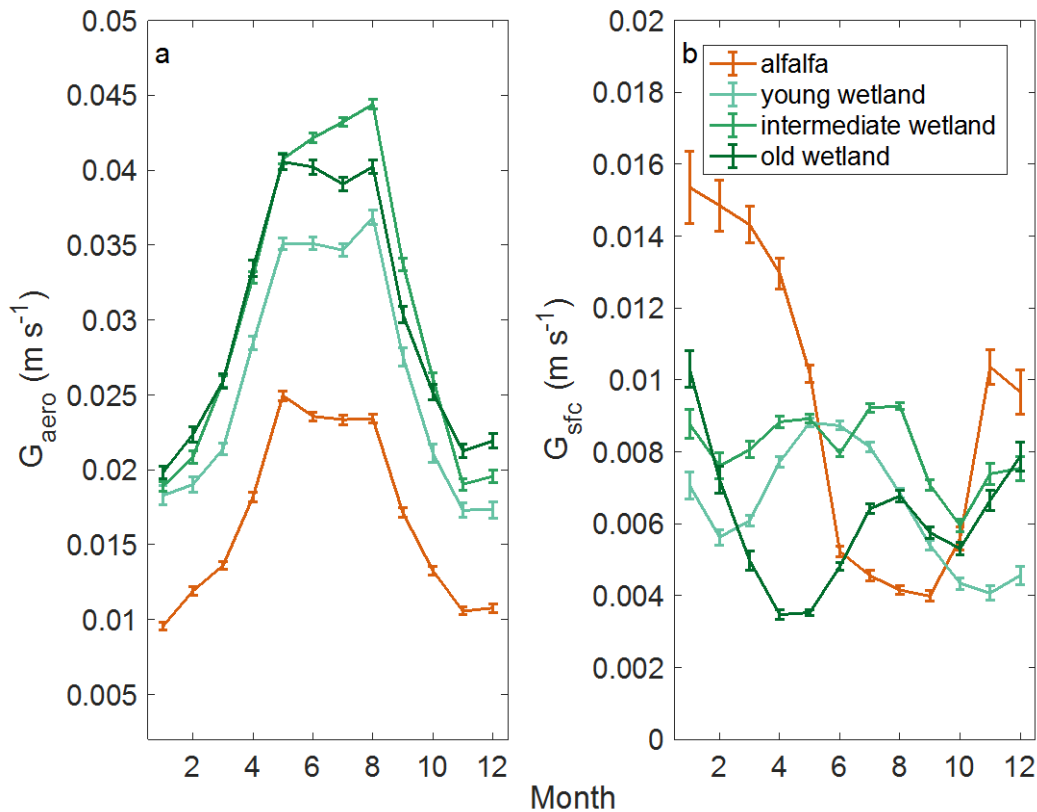 a
0.05
0.045
0.04
0.035
0.03
0.025
0.02
0.015
0.01
0.005
G_aero (m s^-1)
2 4 6 8 10 12
b
alfalfa
young wetland
intermediate wetland
old wetland
0.02
0.018
0.016
0.014
0.012
0.01
0.008
0.006
0.004
0.002
0
G_sfc (m s^-1)
2 4 6 8 10 12
Month